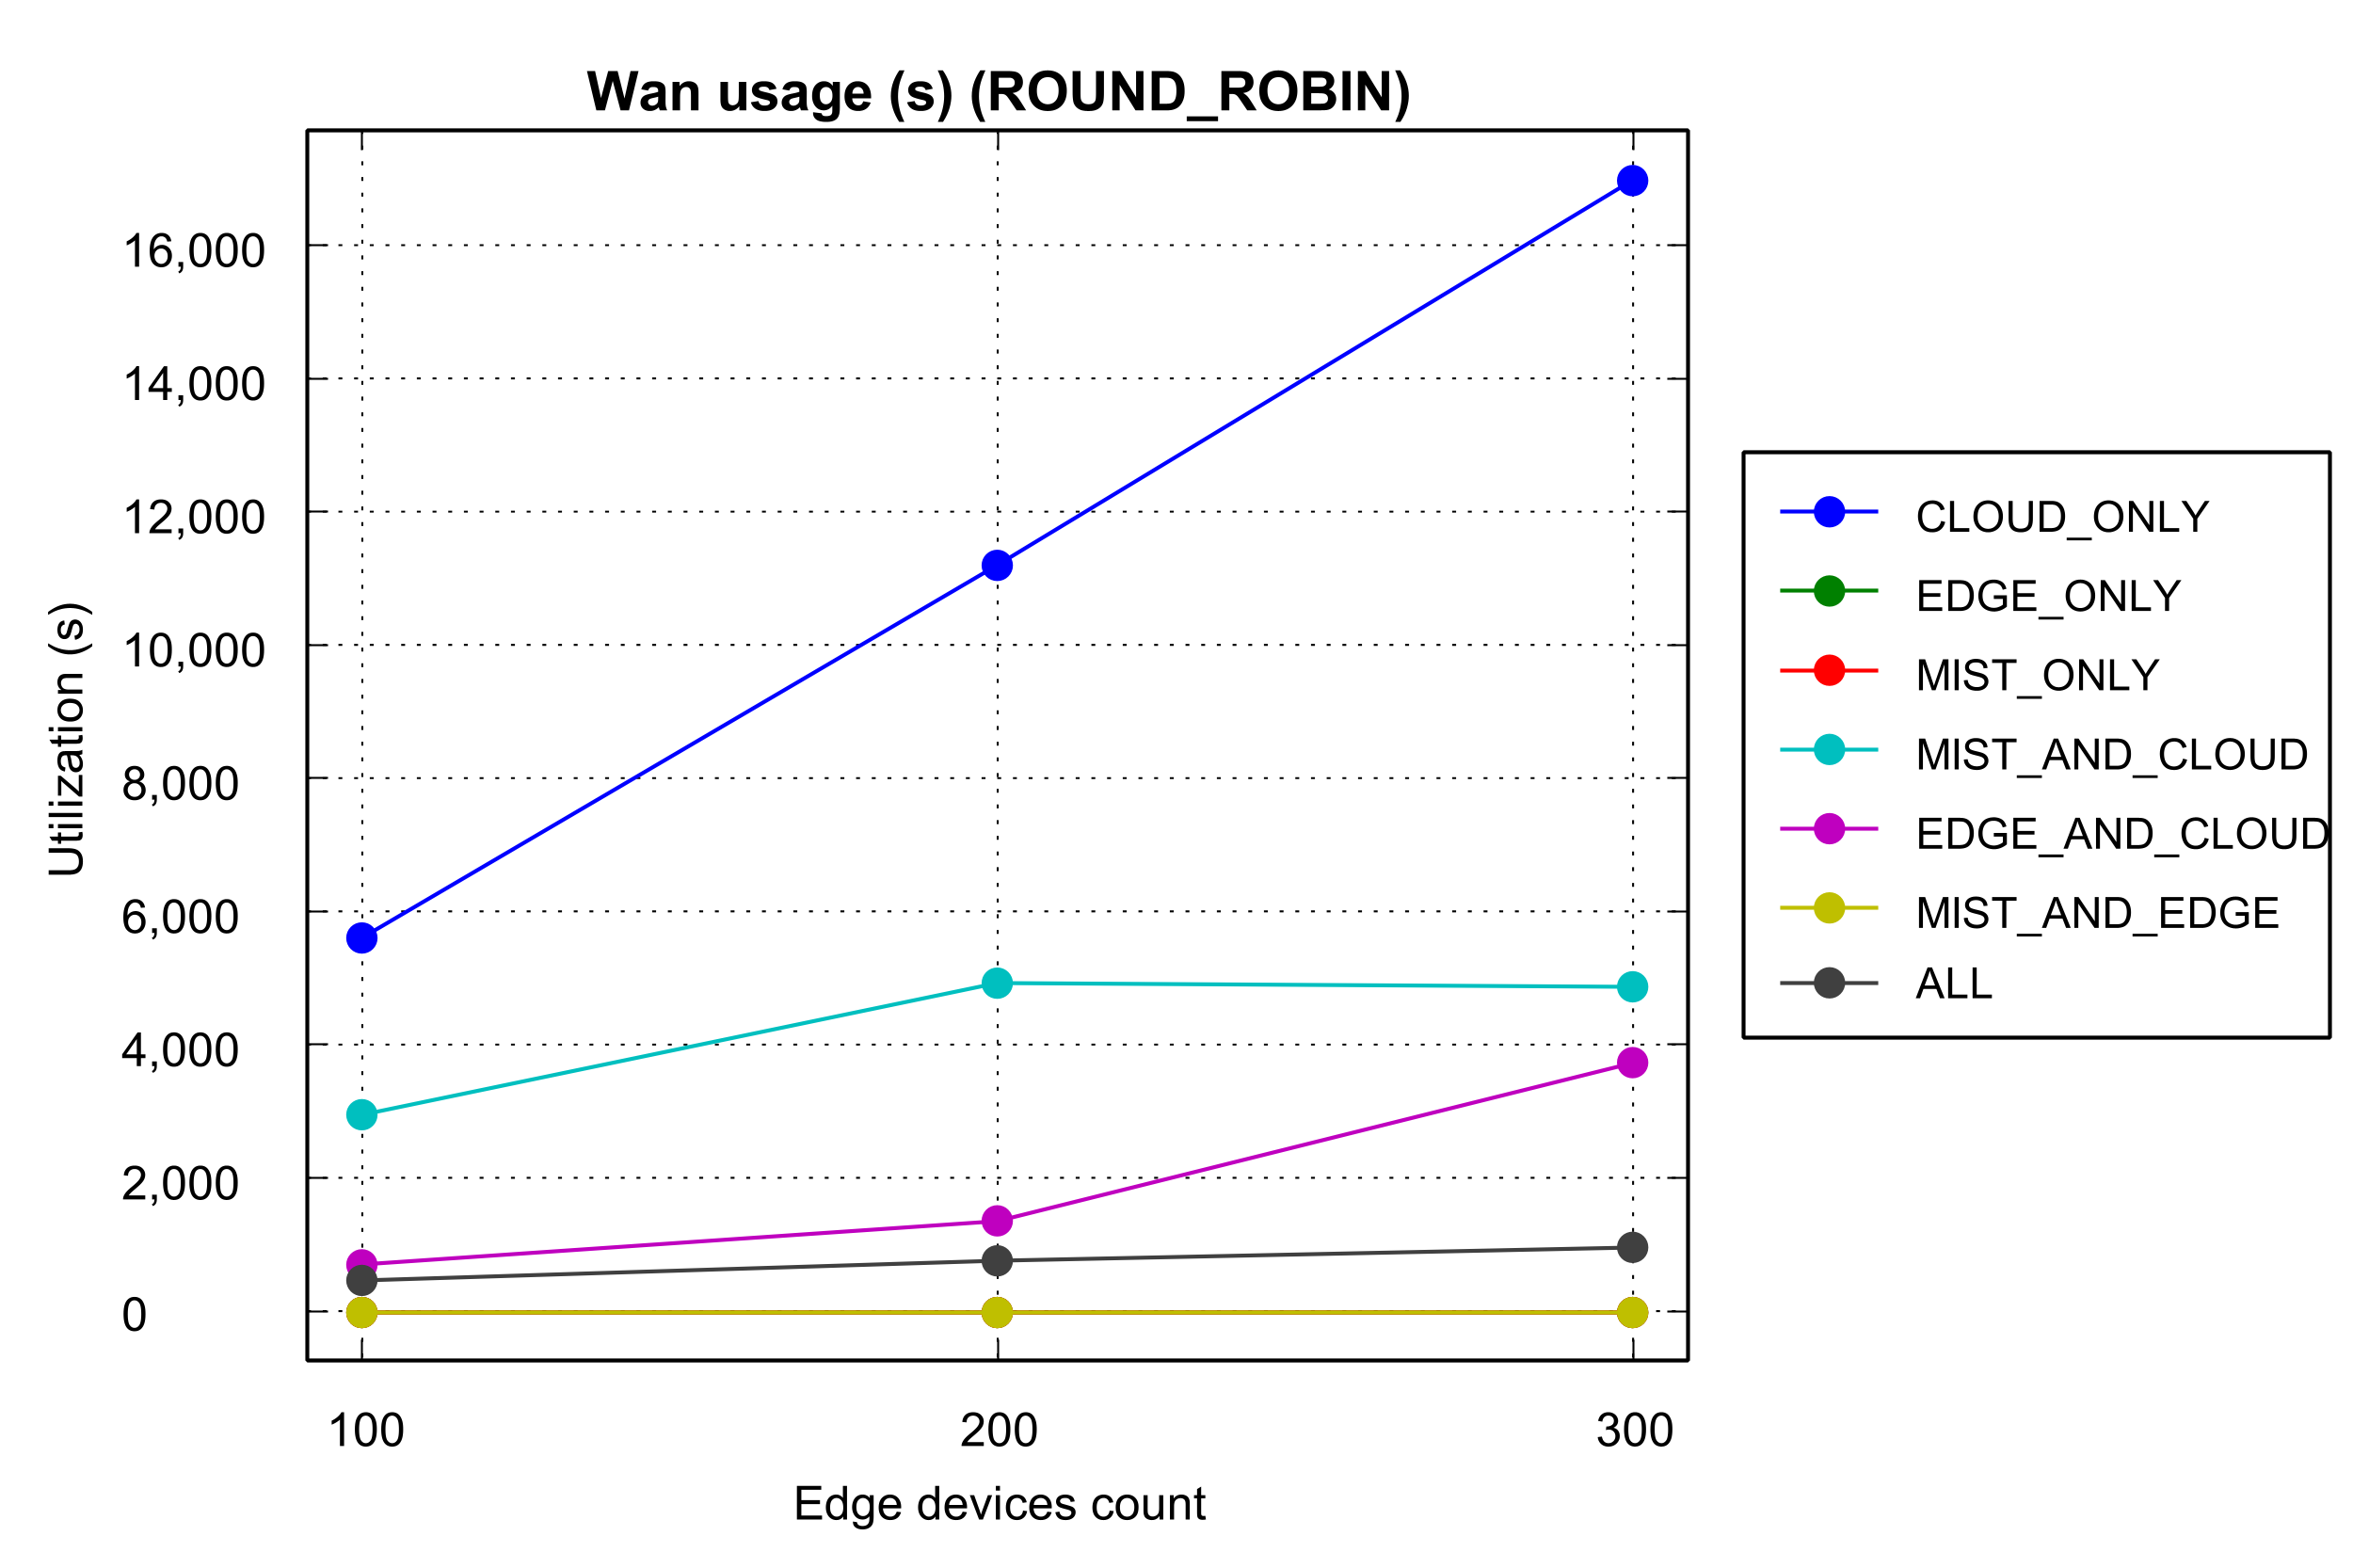 Wan usage (s) (ROUND_ROBIN)
16,000
14,000
12,000
10,000
8,000
6,000
4,000
2,000
0
Utilization (s)
100
200
300
Edge devices count
CLOUD_ONLY
EDGE_ONLY
MIST_ONLY
MIST_AND_CLOUD
EDGE_AND_CLOUD
MIST_AND_EDGE
ALL